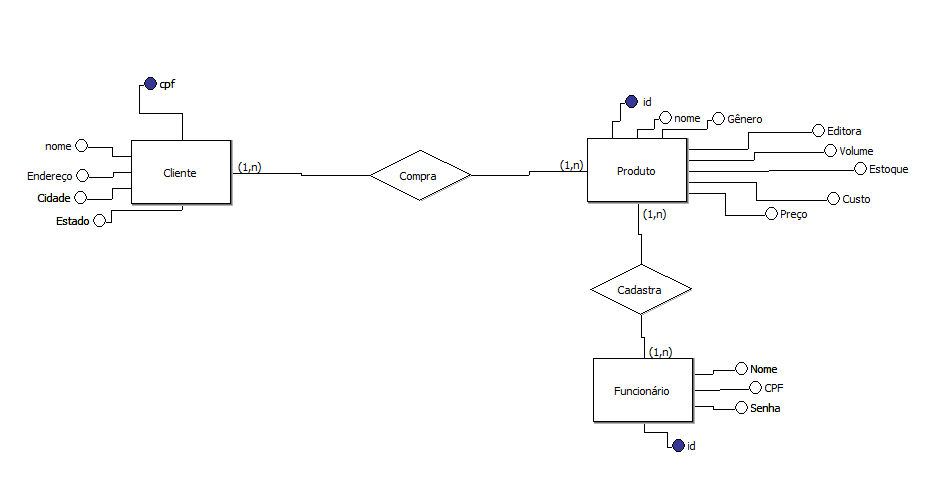 cpf
nome
Endereço
Cidade
Estado
Cliente
(1,n)
Compra
(1,n)
Produto
id
nome
Gênero
Editora
Volume
Estoque
Custo
Preço
(1,n)
Cadastra
(1,n)
Funcionário
Nome
CPF
Senha
id